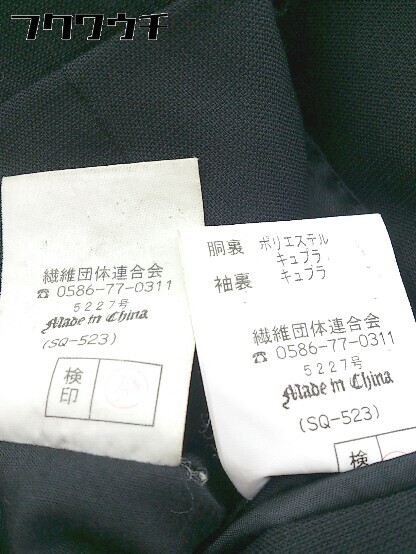 フクワウチ
繊維団体連合会
☎ 0586-77-0311
5227号
Made in China
(SQ-523)
検印
胴裏 ポリエステル
キュプラ
袖裏 キュプラ
繊維団体連合会
☎ 0586-77-0311
5227号
Made in China
(SQ-523)
検